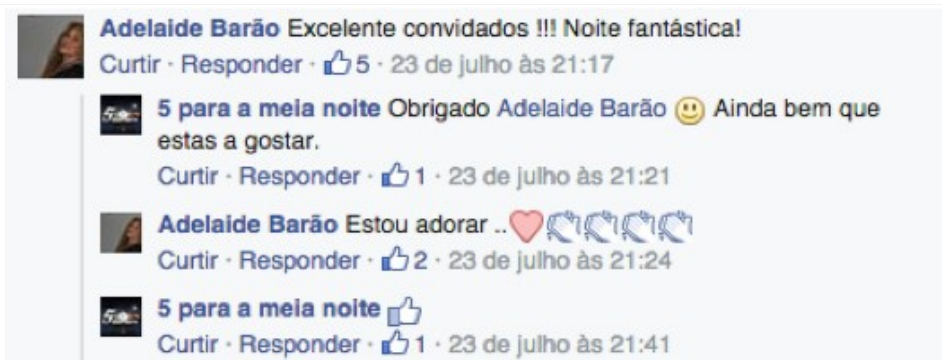 Adelaide Barão Excelente convidados !!! Noite fantástica!
Curtir · Responder · 5 · 23 de julho às 21:17
5 para a meia noite Obrigado Adelaide Barão Ainda bem que
estas a gostar.
Curtir · Responder · 1 · 23 de julho às 21:21
Adelaide Barão Estou adorar ..
Curtir · Responder · 2 · 23 de julho às 21:24
5 para a meia noite
Curtir · Responder · 1 · 23 de julho às 21:41